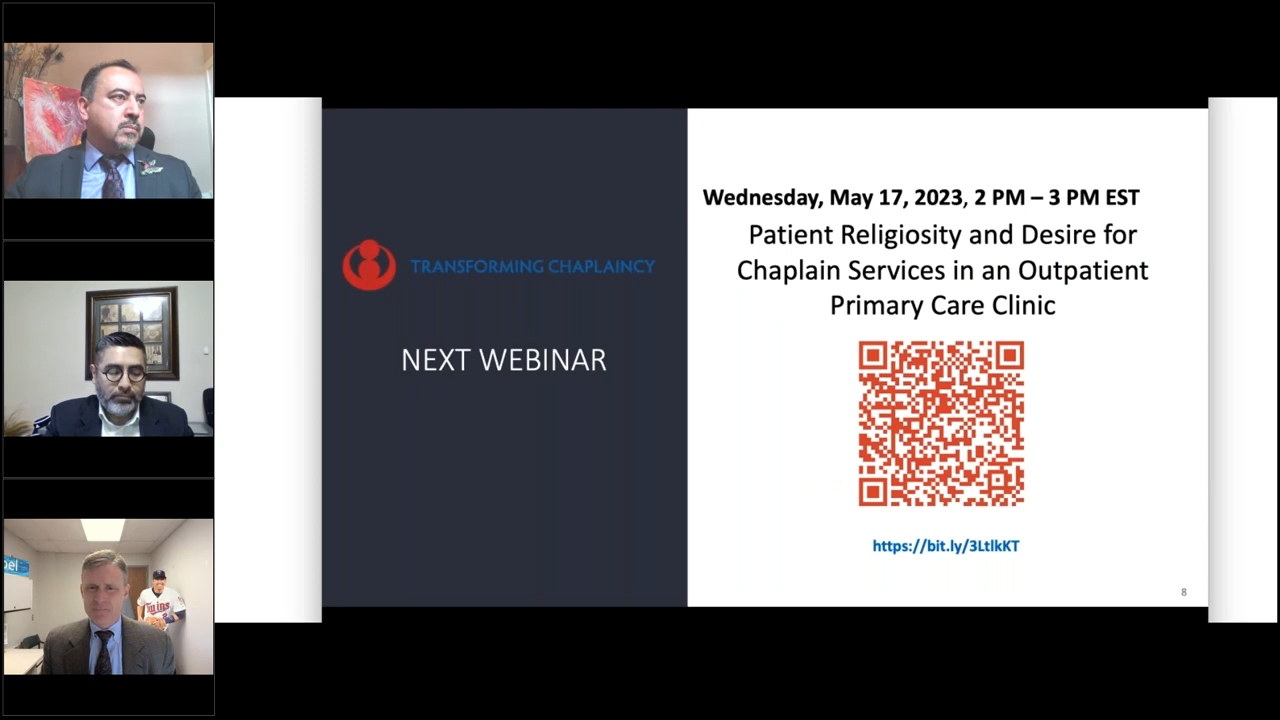 Wednesday, May 17, 2023, 2 PM – 3 PM EST
Patient Religiosity and Desire for
Chaplain Services in an Outpatient
Primary Care Clinic
TRANSFORMING CHAPLAINCY
NEXT WEBINAR
https://bit.ly/3LtlkKT
8
Twins